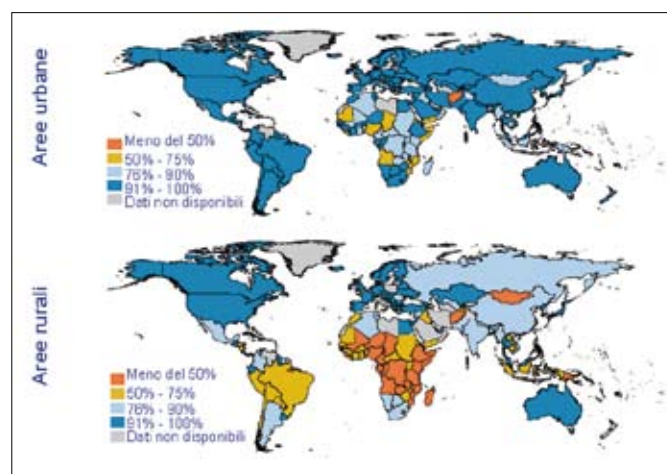 Aree urbane
Meno del 50%
50% - 75%
76% - 90%
91% - 100%
Dati non disponibili
Aree rurali
Meno del 50%
50% - 75%
76% - 90%
91% - 100%
Dati non disponibili